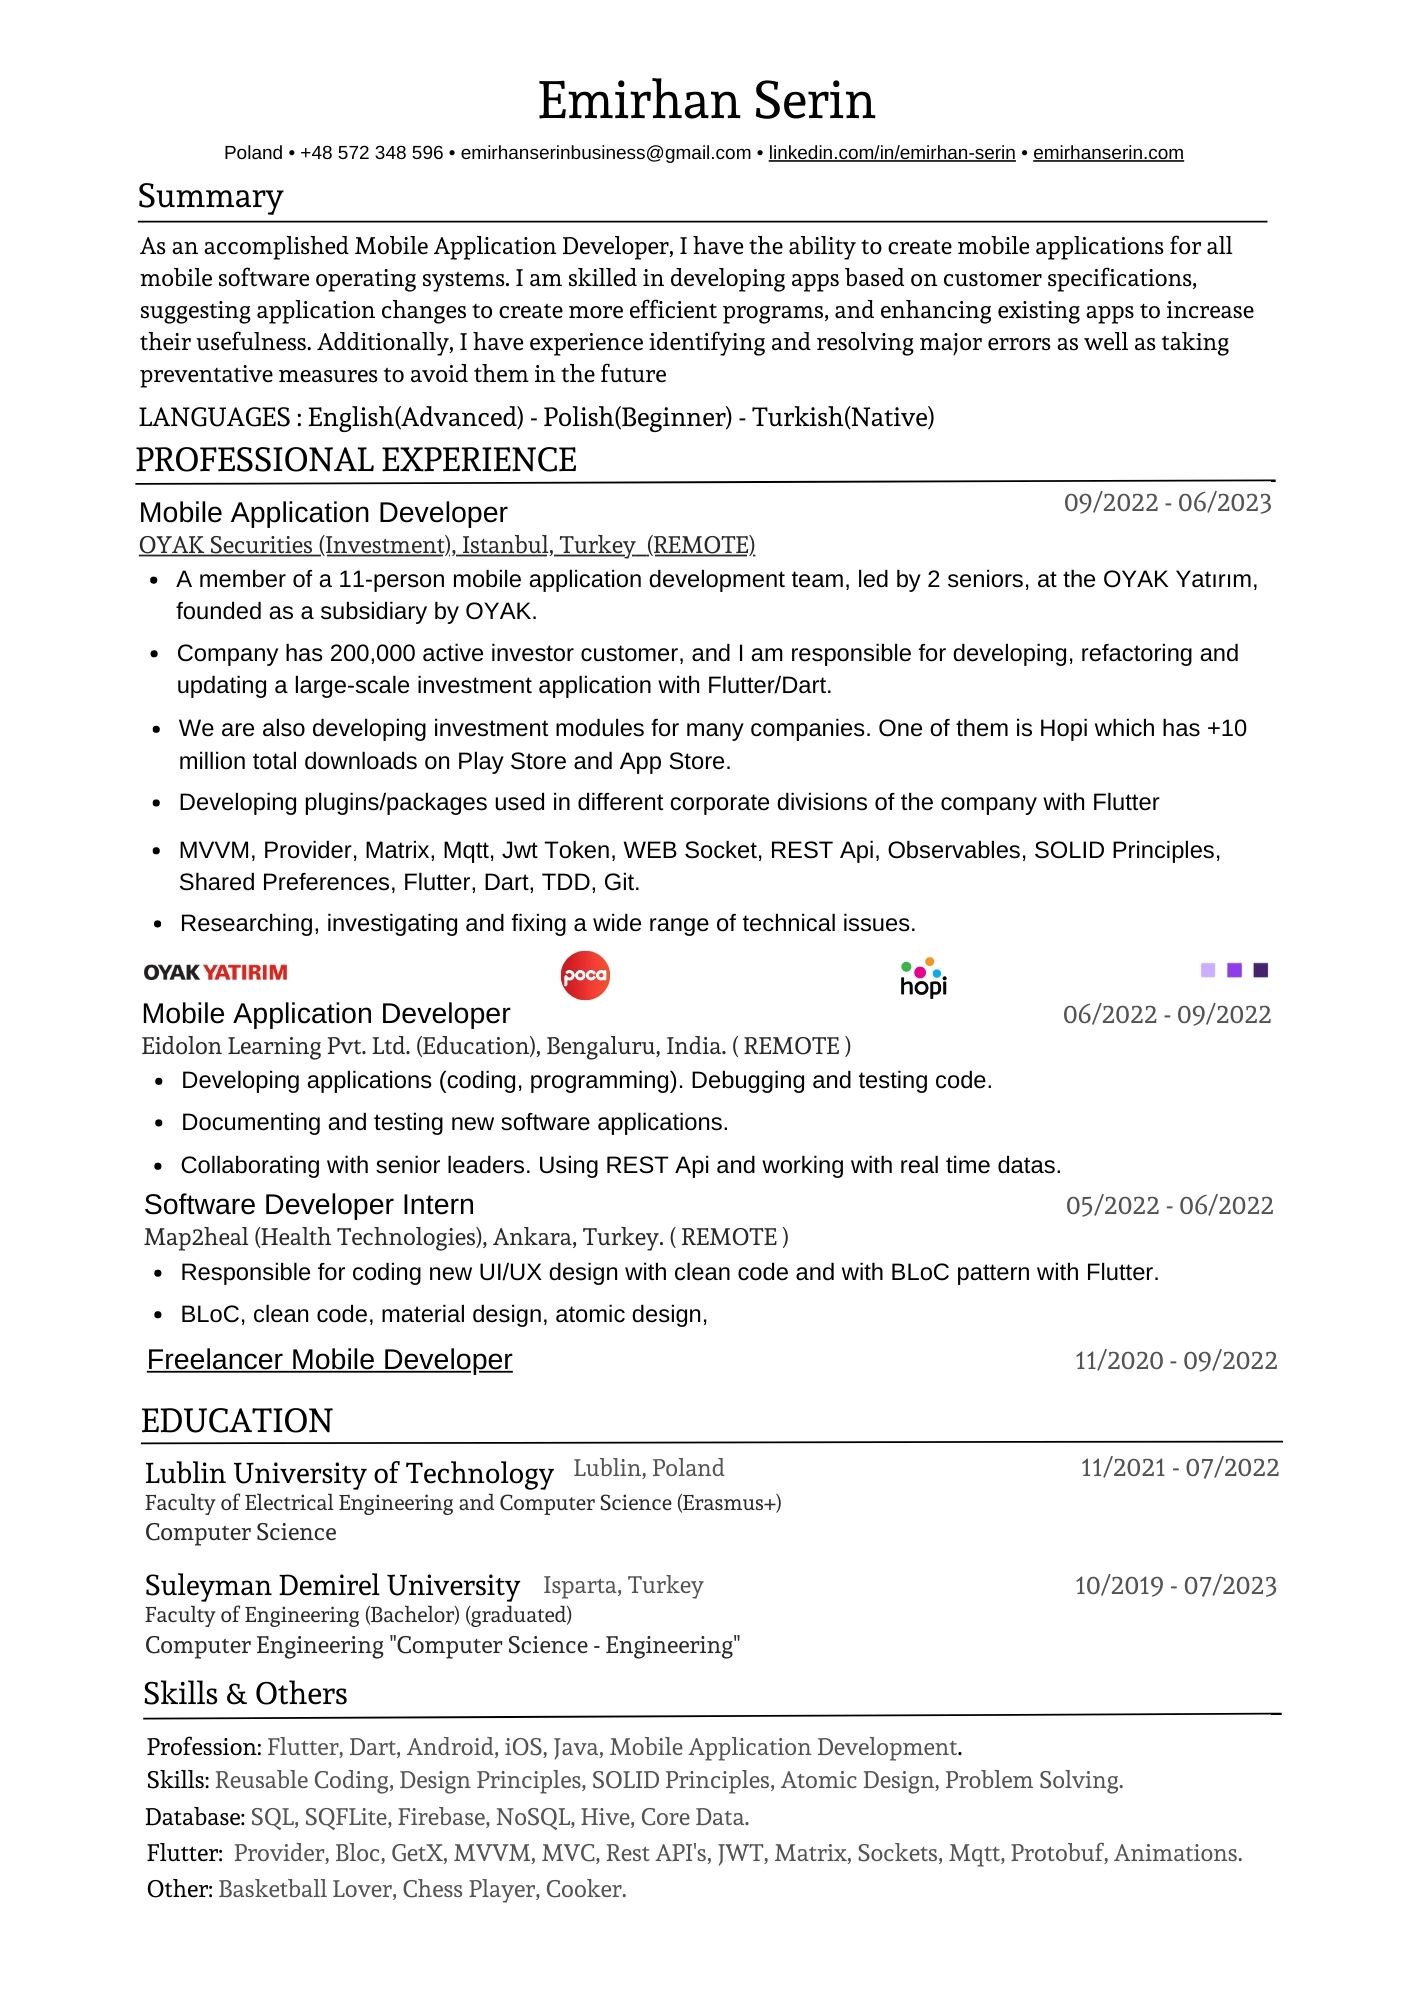 Emirhan Serin
Poland • +48 572 348 596 • emirhanserinbusiness@gmail.com • linkedin.com/in/emirhan-serin • emirhanserin.com
Summary
As an accomplished Mobile Application Developer, I have the ability to create mobile applications for all
mobile software operating systems. I am skilled in developing apps based on customer specifications,
suggesting application changes to create more efficient programs, and enhancing existing apps to increase
their usefulness. Additionally, I have experience identifying and resolving major errors as well as taking
preventative measures to avoid them in the future
LANGUAGES : English(Advanced) - Polish(Beginner) - Turkish(Native)
PROFESSIONAL EXPERIENCE
Mobile Application Developer 09/2022 - 06/2023
OYAK Securities (Investment), Istanbul, Turkey (REMOTE)
• A member of a 11-person mobile application development team, led by 2 seniors, at the OYAK Yatırım,
founded as a subsidiary by OYAK.
• Company has 200,000 active investor customer, and I am responsible for developing, refactoring and
updating a large-scale investment application with Flutter/Dart.
• We are also developing investment modules for many companies. One of them is Hopi which has +10
million total downloads on Play Store and App Store.
• Developing plugins/packages used in different corporate divisions of the company with Flutter
• MVVM, Provider, Matrix, Mqtt, Jwt Token, WEB Socket, REST Api, Observables, SOLID Principles,
Shared Preferences, Flutter, Dart, TDD, Git.
• Researching, investigating and fixing a wide range of technical issues.
OYAK YATIRIM poca hopi
Mobile Application Developer 06/2022 - 09/2022
Eidolon Learning Pvt. Ltd. (Education), Bengaluru, India. ( REMOTE )
• Developing applications (coding, programming). Debugging and testing code.
• Documenting and testing new software applications.
• Collaborating with senior leaders. Using REST Api and working with real time datas.
Software Developer Intern 05/2022 - 06/2022
Map2heal (Health Technologies), Ankara, Turkey. ( REMOTE )
• Responsible for coding new UI/UX design with clean code and with BLoC pattern with Flutter.
• BLoC, clean code, material design, atomic design,
Freelancer Mobile Developer 11/2020 - 09/2022
EDUCATION
Lublin University of Technology Lublin, Poland 11/2021 - 07/2022
Faculty of Electrical Engineering and Computer Science (Erasmus+)
Computer Science
Suleyman Demirel University Isparta, Turkey 10/2019 - 07/2023
Faculty of Engineering (Bachelor) (graduated)
Computer Engineering "Computer Science - Engineering"
Skills & Others
Profession: Flutter, Dart, Android, iOS, Java, Mobile Application Development.
Skills: Reusable Coding, Design Principles, SOLID Principles, Atomic Design, Problem Solving.
Database: SQL, SQFLite, Firebase, NoSQL, Hive, Core Data.
Flutter: Provider, Bloc, GetX, MVVM, MVC, Rest API's, JWT, Matrix, Sockets, Mqtt, Protobuf, Animations.
Other: Basketball Lover, Chess Player, Cooker.